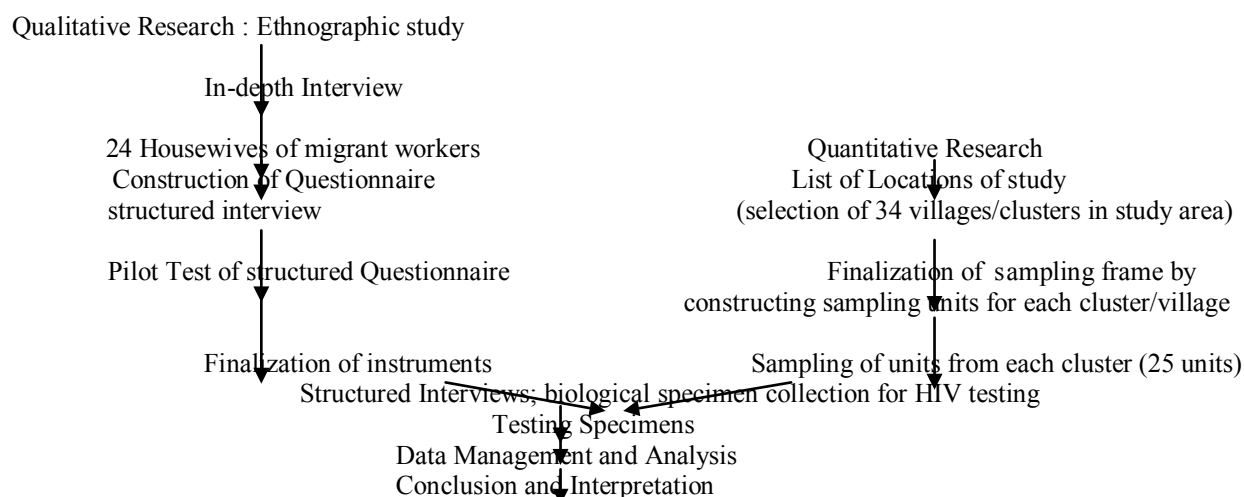 Qualitative Research : Ethnographic study
In-depth Interview
24 Housewives of migrant workers
Construction of Questionnaire
structured interview
Pilot Test of structured Questionnaire
Finalization of instruments
Quantitative Research
List of Locations of study
(selection of 34 villages/clusters in study area)
Finalization of sampling frame by
constructing sampling units for each cluster/village
Sampling of units from each cluster (25 units)
Structured Interviews; biological specimen collection for HIV testing
Testing Specimens
Data Management and Analysis
Conclusion and Interpretation